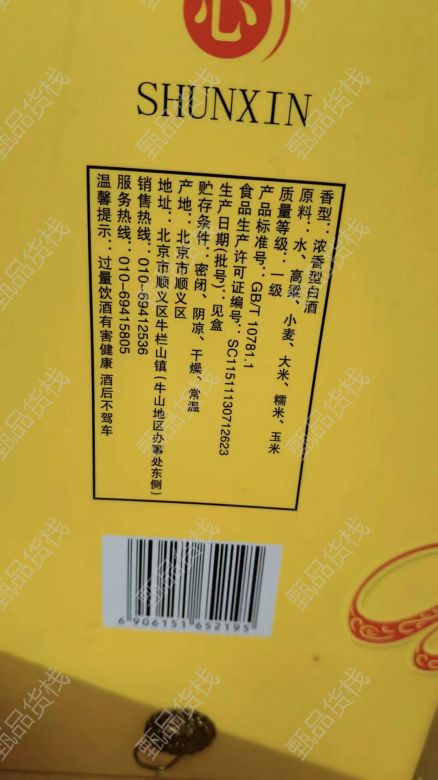 心
SHUNXIN
香型：浓香型白酒
原料：水、高粱、小麦、大米、糯米、玉米
质量等级：一级
产品标准号：GB/T 10781.1
食品生产许可证编号：SC11511130712623
生产日期(批号)：见盒
贮存条件：密闭、阴凉、干燥、常温
产地：北京市顺义区
地址：北京市顺义区牛栏山镇(牛山地区办事处东侧)
销售热线：010-69412536
服务热线：010-69415805
温馨提示：过量饮酒有害健康 酒后不驾车
6 906151 652195
甄品货栈